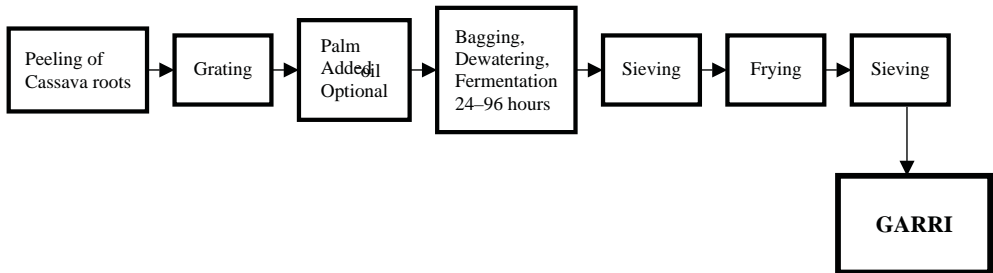 Peeling of
Cassava roots
Grating
Palm
Added oil
Optional
Bagging,
Dewatering,
Fermentation
24–96 hours
Sieving
Frying
Sieving
GARRI